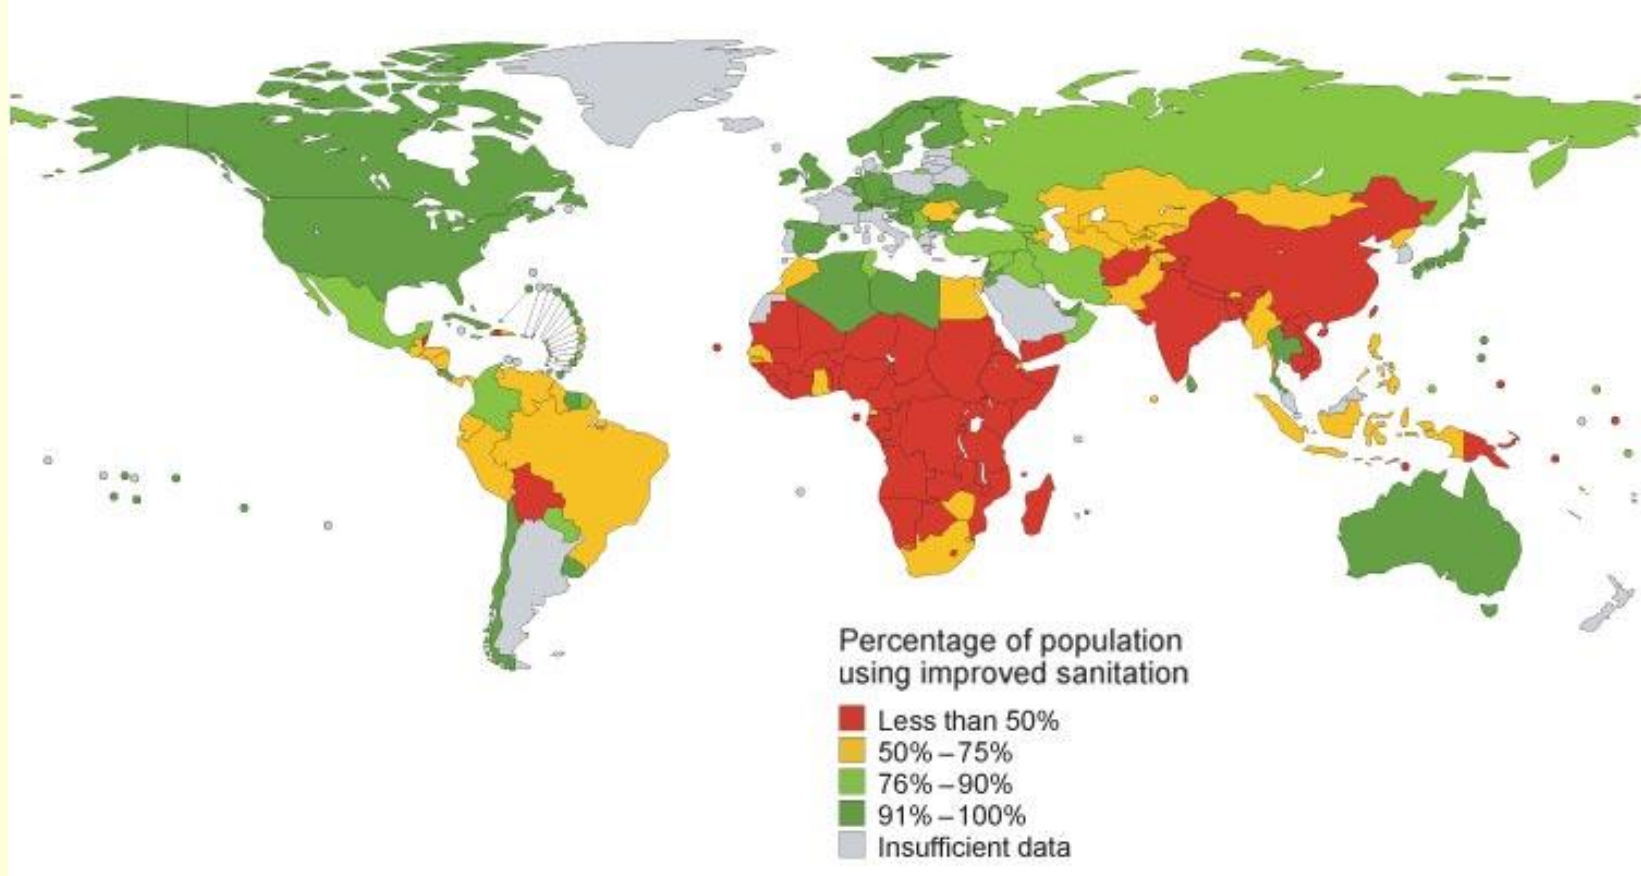 Percentage of population
using improved sanitation
Less than 50%
50% – 75%
76% – 90%
91% – 100%
Insufficient data